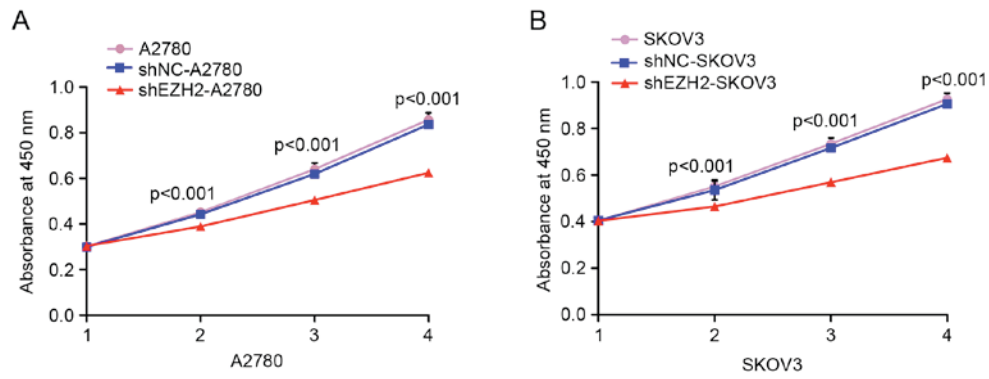 A
A2780
shNC-A2780
shEZH2-A2780
Absorbance at 450 nm
1.0
0.8
0.6
0.4
0.2
0.0
p<0.001
p<0.001
p<0.001
1 2 3 4
A2780
B
SKOV3
shNC-SKOV3
shEZH2-SKOV3
Absorbance at 450 nm
1.0
0.8
0.6
0.4
0.2
0.0
p<0.001
p<0.001
p<0.001
1 2 3 4
SKOV3